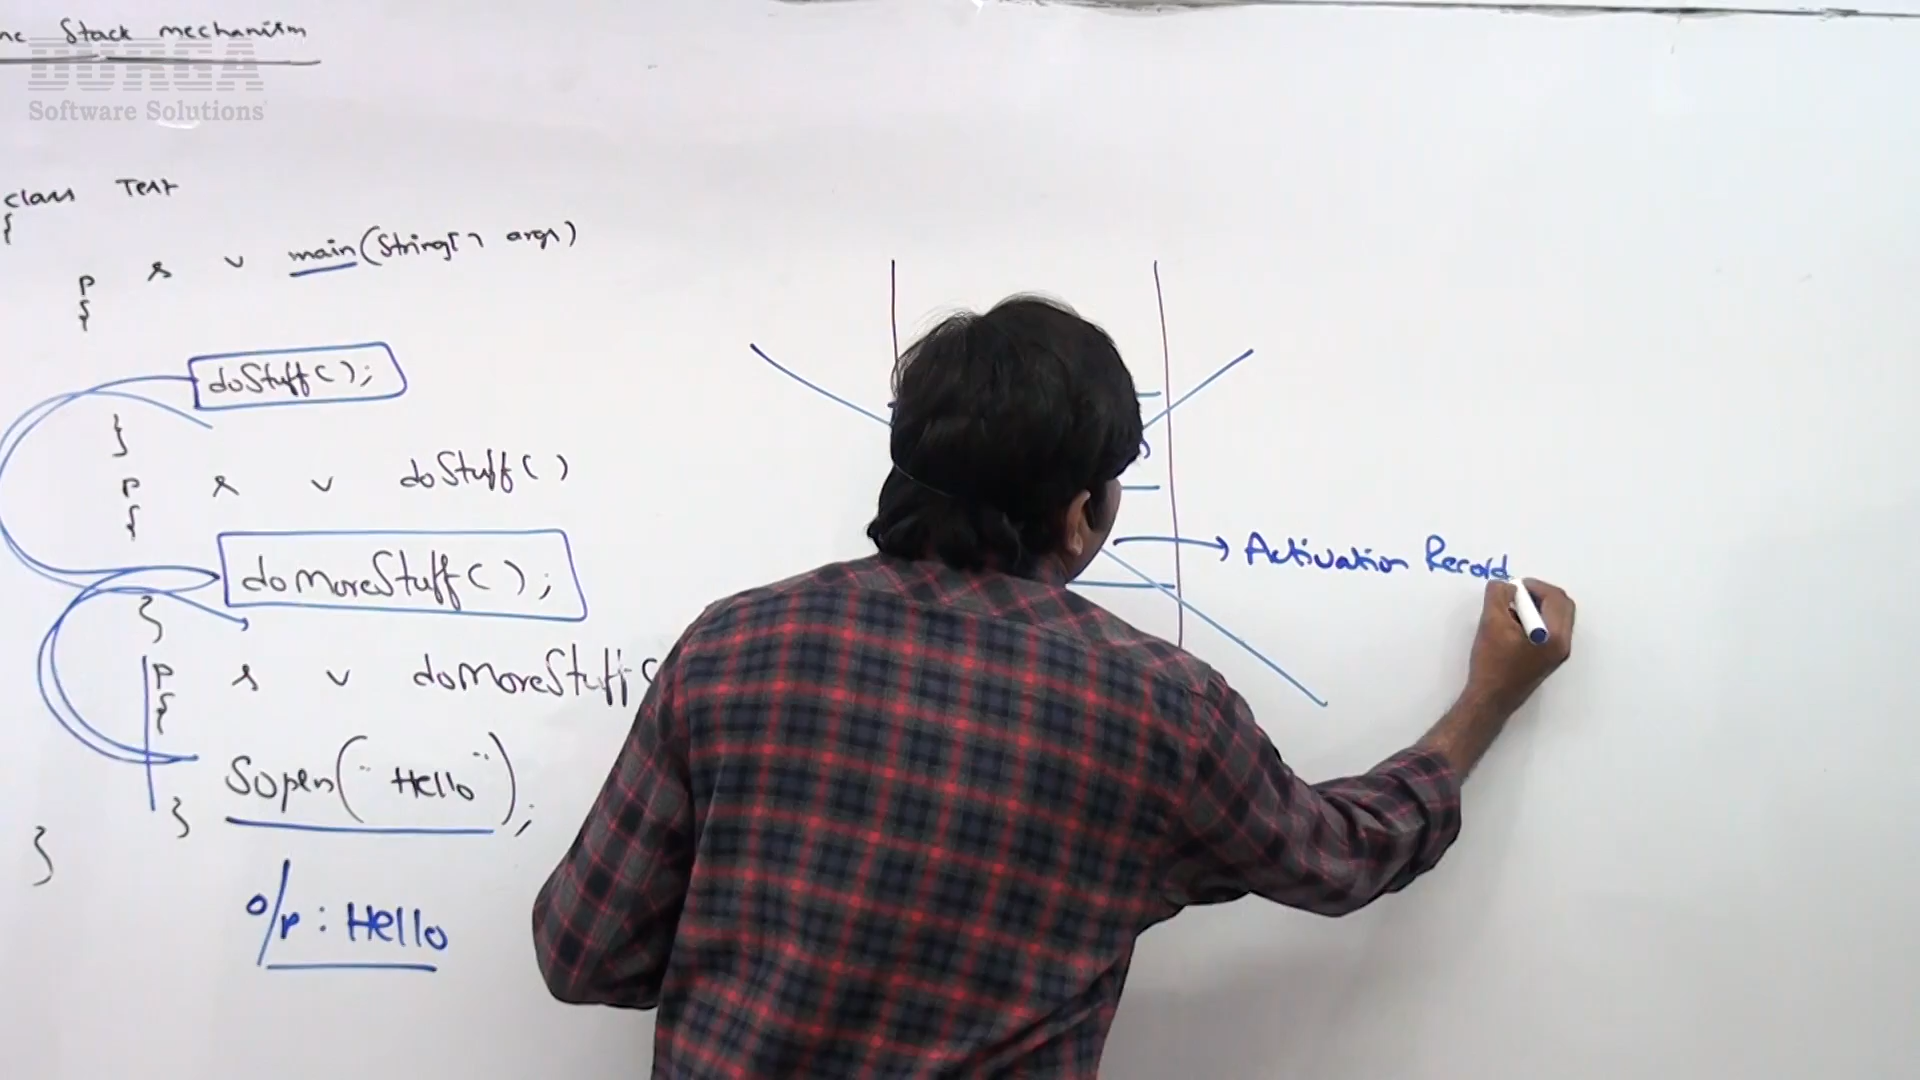 Stack mechanism
DURGA
Software Solutions
class Test
{
p s v main(String[] args)
{
doStuff();
}
p s v doStuff()
{
doMoreStuff();
}
p s v doMoreStuff(
{
Sopln("Hello");
}
}
o/p: Hello
Activation Record